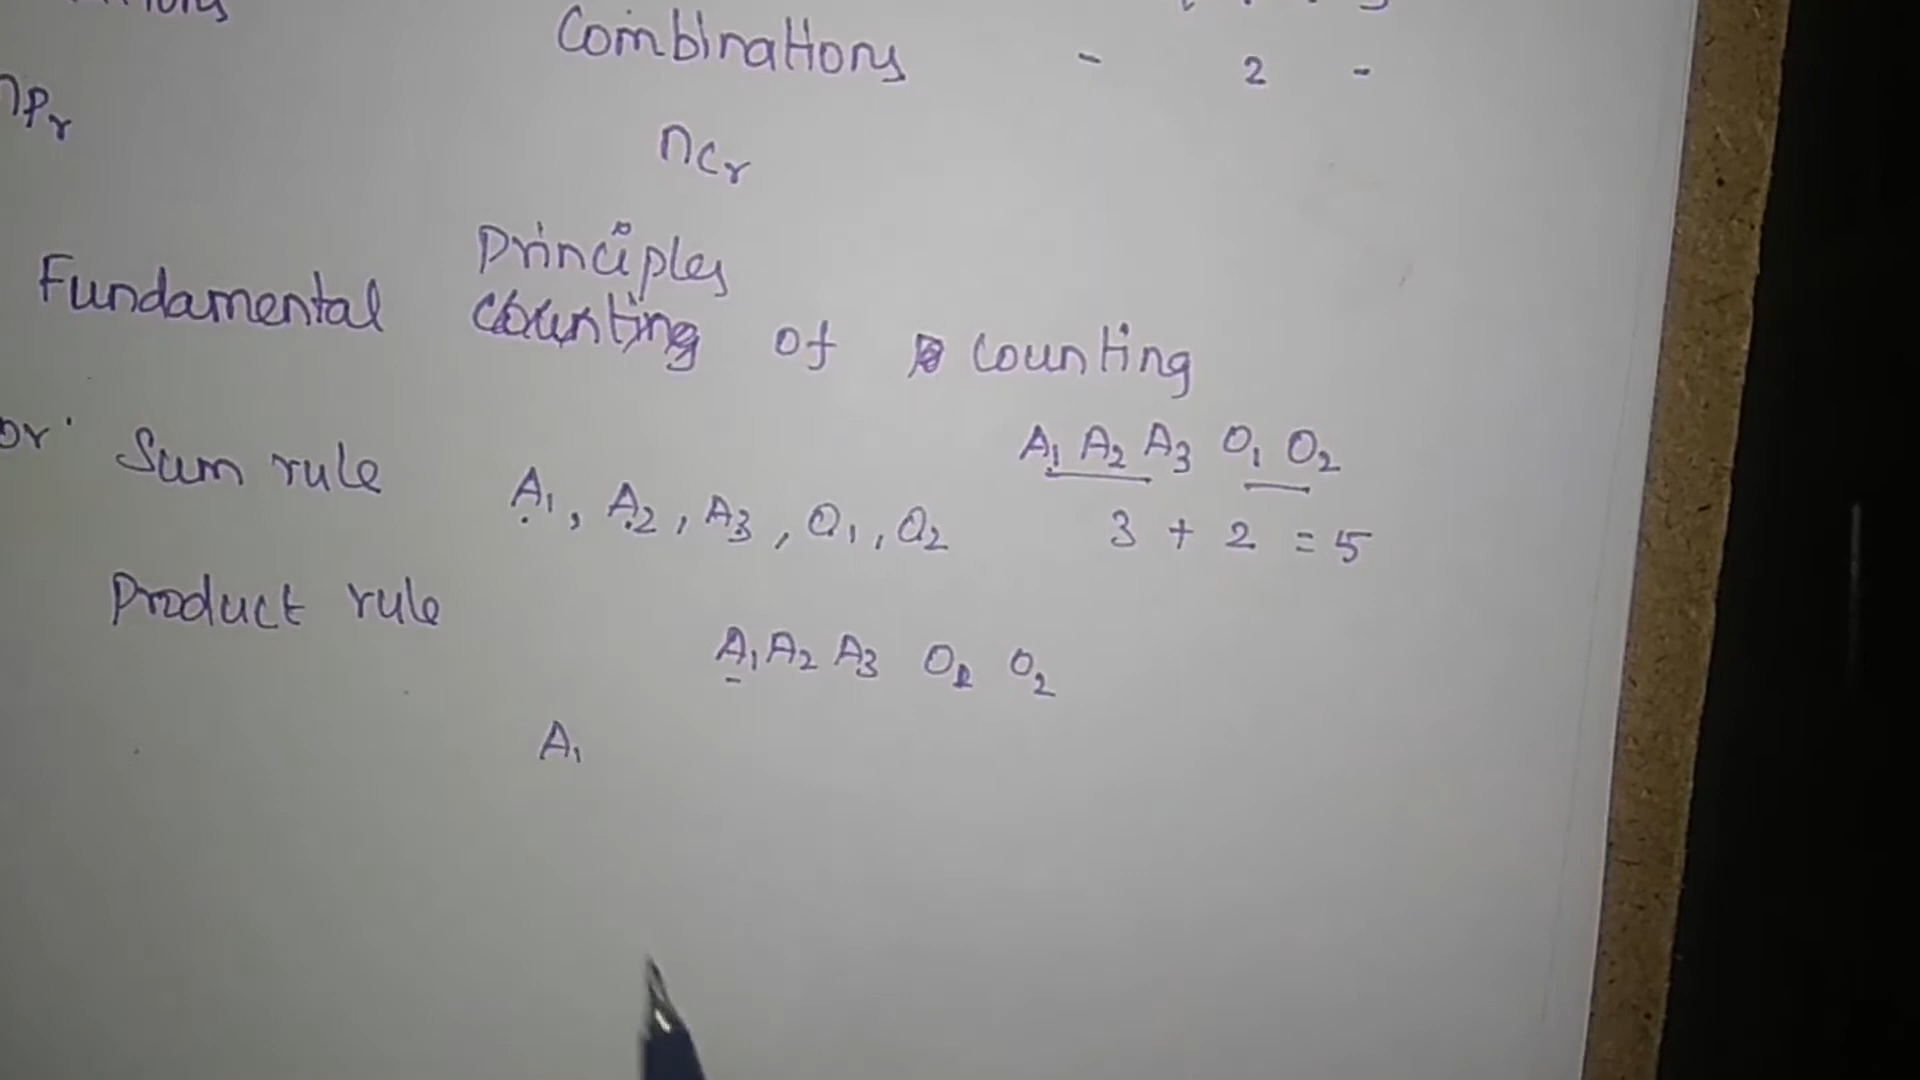 Combinations - 2 -
nPr nCr
Principles
Fundamental counting of counting
or Sum rule A1, A2, A3, O1, O2 A1 A2 A3 O1 O2
3 + 2 = 5
Product rule
A1 A2 A3 O1 O2
A1